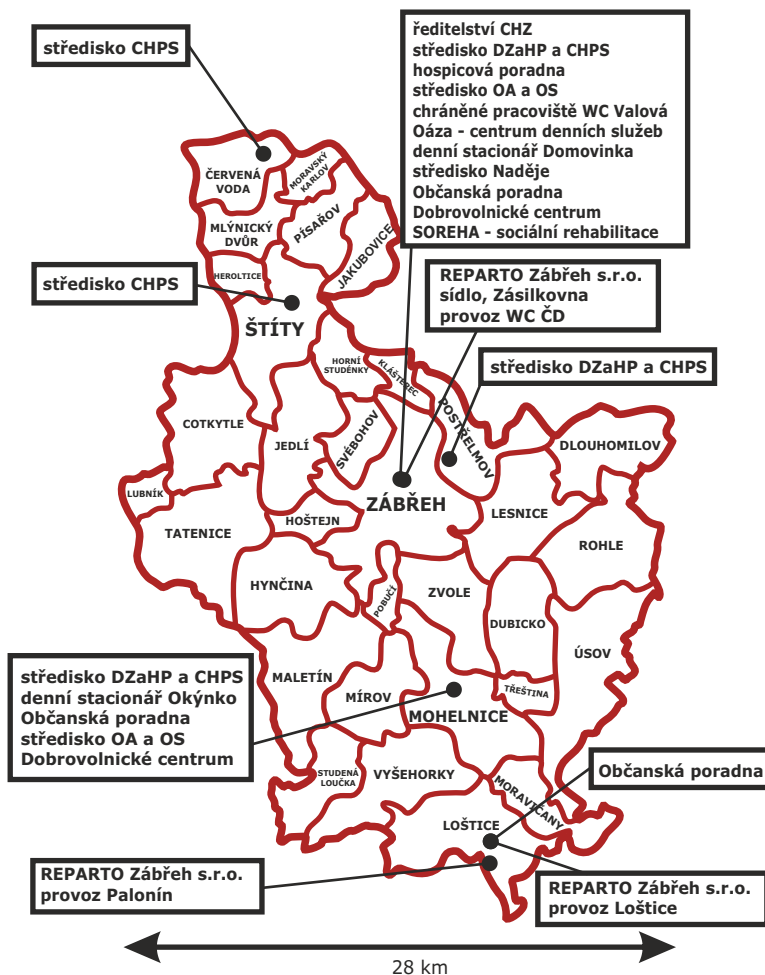 středisko CHPS
ředitelství CHZ
středisko DZaHP a CHPS
hospicová poradna
středisko OA a OS
chráněné pracoviště WC Valová
Oáza - centrum denních služeb
denní stacionář Domovinka
středisko Naděje
Občanská poradna
Dobrovolnické centrum
SOREHA - sociální rehabilitace
ČERVENÁ
VODA
MORAVSKÝ
KARLOV
MLÝNICKÝ
DVŮR
PÍSAŘOV
JAKUBOVICE
HEROLTICE
středisko CHPS
REPARTO Zábřeh s.r.o.
sídlo, Zásilkovna
provoz WC ČD
ŠTÍTY
HORNÍ
STUDÉNKY
KLÁŠTEREC
středisko DZaHP a CHPS
POSTŘELMOV
COTKYTLE
JEDLÍ
SVÉBOHOV
DLOUHOMILOV
LUBNÍK
ZÁBŘEH
LESNICE
TATENICE
HOŠTEJN
ROHLE
HYNČINA
POBUČÍ
ZVOLE
DUBICKO
ÚSOV
středisko DZaHP a CHPS
denní stacionář Okýnko
Občanská poradna
středisko OA a OS
Dobrovolnické centrum
MALETÍN
MÍROV
TŘEŠTINA
MOHELNICE
STUDENÁ
LOUČKA
VYŠEHORKY
MORAVIČANY
Občanská poradna
LOŠTICE
REPARTO Zábřeh s.r.o.
provoz Palonín
REPARTO Zábřeh s.r.o.
provoz Loštice
28 km